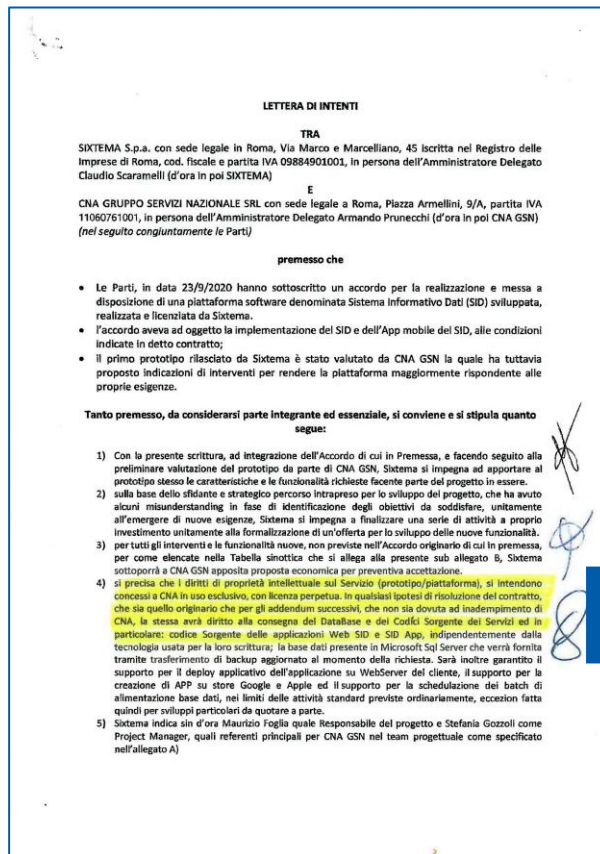 LETTERA DI INTENTI
TRA
SIXTEMA S.p.a. con sede legale in Roma, Via Marco e Marcelliano, 45 iscritta nel Registro delle
Imprese di Roma, cod. fiscale e partita IVA 09884901001, in persona dell'Amministratore Delegato
Claudio Scaramelli (d'ora in poi SIXTEMA)
E
CNA GRUPPO SERVIZI NAZIONALE SRL con sede legale a Roma, Piazza Armellini, 9/A, partita IVA
11060761001, in persona dell'Amministratore Delegato Armando Prunecchi (d'ora in poi CNA GSN)
(nel seguito congiuntamente le Parti)
premesso che
• Le Parti, in data 23/9/2020 hanno sottoscritto un accordo per la realizzazione e messa a
disposizione di una piattaforma software denominata Sistema Informativo Dati (SID) sviluppata,
realizzata e licenziata da Sixtema.
• l'accordo aveva ad oggetto la implementazione del SID e dell'App mobile del SID, alle condizioni
indicate in detto contratto;
• il primo prototipo rilasciato da Sixtema è stato valutato da CNA GSN la quale ha tuttavia
proposto indicazioni di interventi per rendere la piattaforma maggiormente rispondente alle
proprie esigenze.
Tanto premesso, da considerarsi parte integrante ed essenziale, si conviene e si stipula quanto
segue:
1) Con la presente scrittura, ad integrazione dell'Accordo di cui in Premessa, e facendo seguito alla
preliminare valutazione del prototipo da parte di CNA GSN, Sixtema si impegna ad apportare al
prototipo stesso le caratteristiche e le funzionalità richieste facente parte del progetto in essere.
2) sulla base dello sfidante e strategico percorso intrapreso per lo sviluppo del progetto, che ha avuto
alcuni misunderstanding in fase di identificazione degli obiettivi da soddisfare, unitamente
all'emergere di nuove esigenze, Sixtema si impegna a finalizzare una serie di attività a proprio
investimento unitamente alla formalizzazione di un'offerta per lo sviluppo delle nuove funzionalità.
3) per tutti gli interventi e le funzionalità nuove, non previste nell'Accordo originario di cui in premessa,
per come elencate nella Tabella sinottica che si allega alla presente sub allegato B, Sixtema
sottoporrà a CNA GSN apposita proposta economica per preventiva accettazione.
4) si precisa che i diritti di proprietà intellettuale sul Servizio (prototipo/piattaforma), si intendono
concessi a CNA in uso esclusivo, con licenza perpetua. In qualsiasi ipotesi di risoluzione del contratto,
che sia quello originario che per gli addendum successivi, che non sia dovuta ad inadempimento di
CNA, la stessa avrà diritto alla consegna del DataBase e dei Codici Sorgente dei Servizi ed in
particolare: codice Sorgente delle applicazioni Web SID e SID App, indipendentemente dalla
tecnologia usata per la loro scrittura; la base dati presente in Microsoft Sql Server che verrà fornita
tramite trasferimento di backup aggiornato al momento della richiesta. Sarà inoltre garantito il
supporto per il deploy applicativo dell'applicazione su WebServer del cliente, il supporto per la
creazione di APP su store Google e Apple ed il supporto per la schedulazione dei batch di
alimentazione base dati, nei limiti delle attività standard previste ordinariamente, eccezion fatta
quindi per sviluppi particolari da quotare a parte.
5) Sixtema indica sin d'ora Maurizio Foglia quale Responsabile del progetto e Stefania Gozzoli come
Project Manager, quali referenti principali per CNA GSN nel team progettuale come specificato
nell'allegato A)